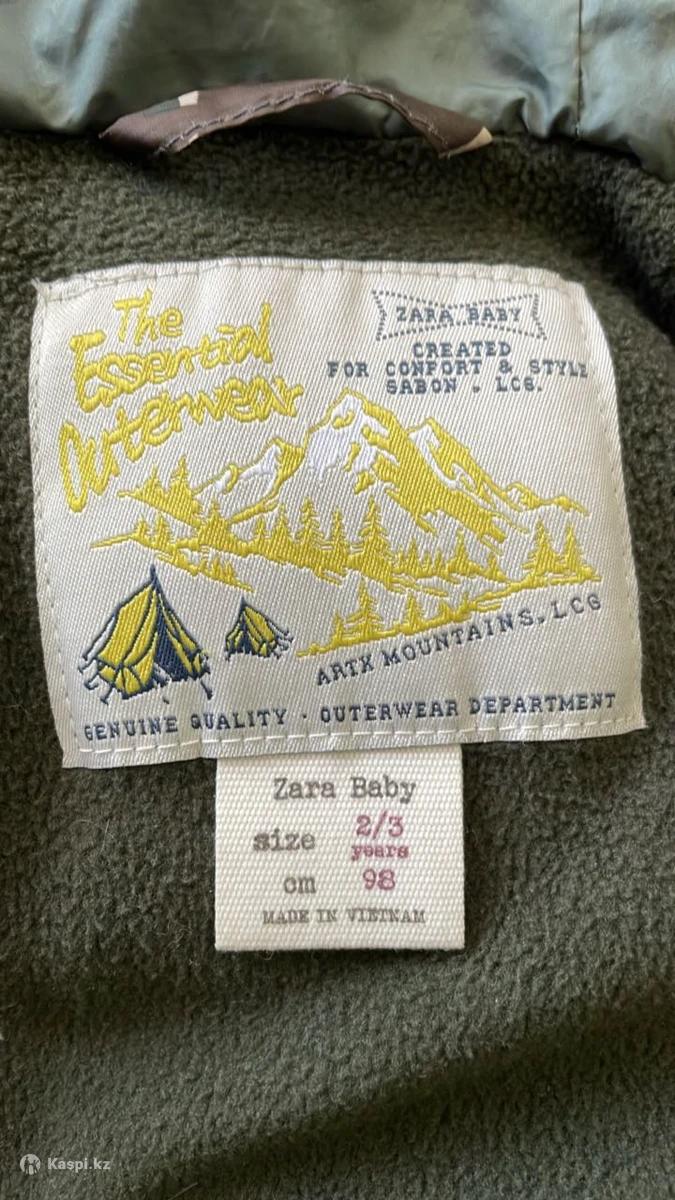 The
Essential
Outerwear
ZARA BABY
CREATED
FOR CONFORT & STYLE
SABON . LCG.
ARTX MOUNTAINS, LCG
GENUINE QUALITY · OUTERWEAR DEPARTMENT
Zara Baby
size 2/3
years
cm 98
MADE IN VIETNAM
Kaspi.kz